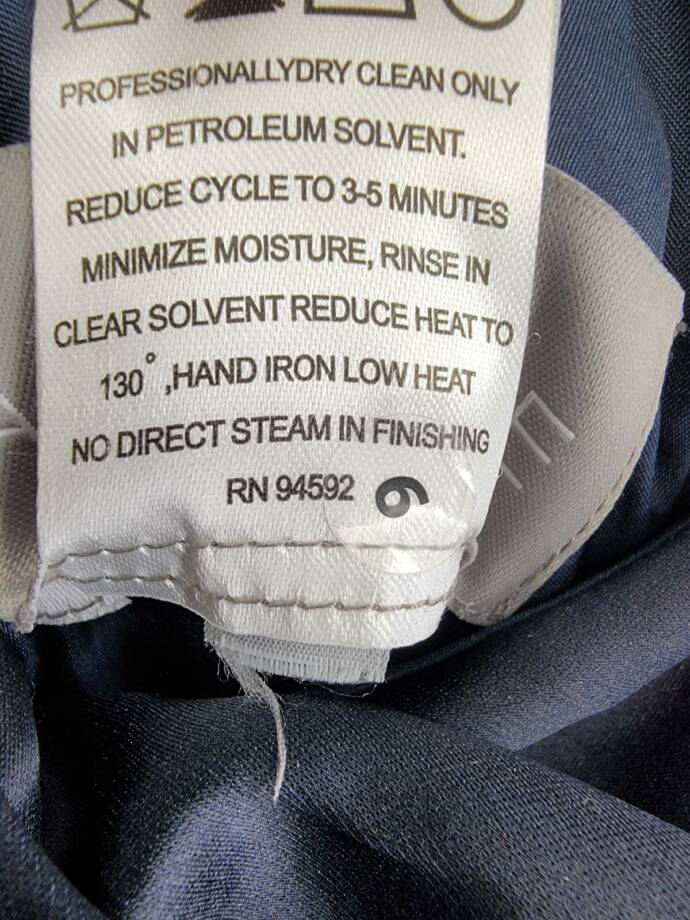 PROFESSIONALLYDRY CLEAN ONLY
IN PETROLEUM SOLVENT.
REDUCE CYCLE TO 3-5 MINUTES
MINIMIZE MOISTURE, RINSE IN
CLEAR SOLVENT REDUCE HEAT TO
130° ,HAND IRON LOW HEAT
NO DIRECT STEAM IN FINISHING
RN 94592
6